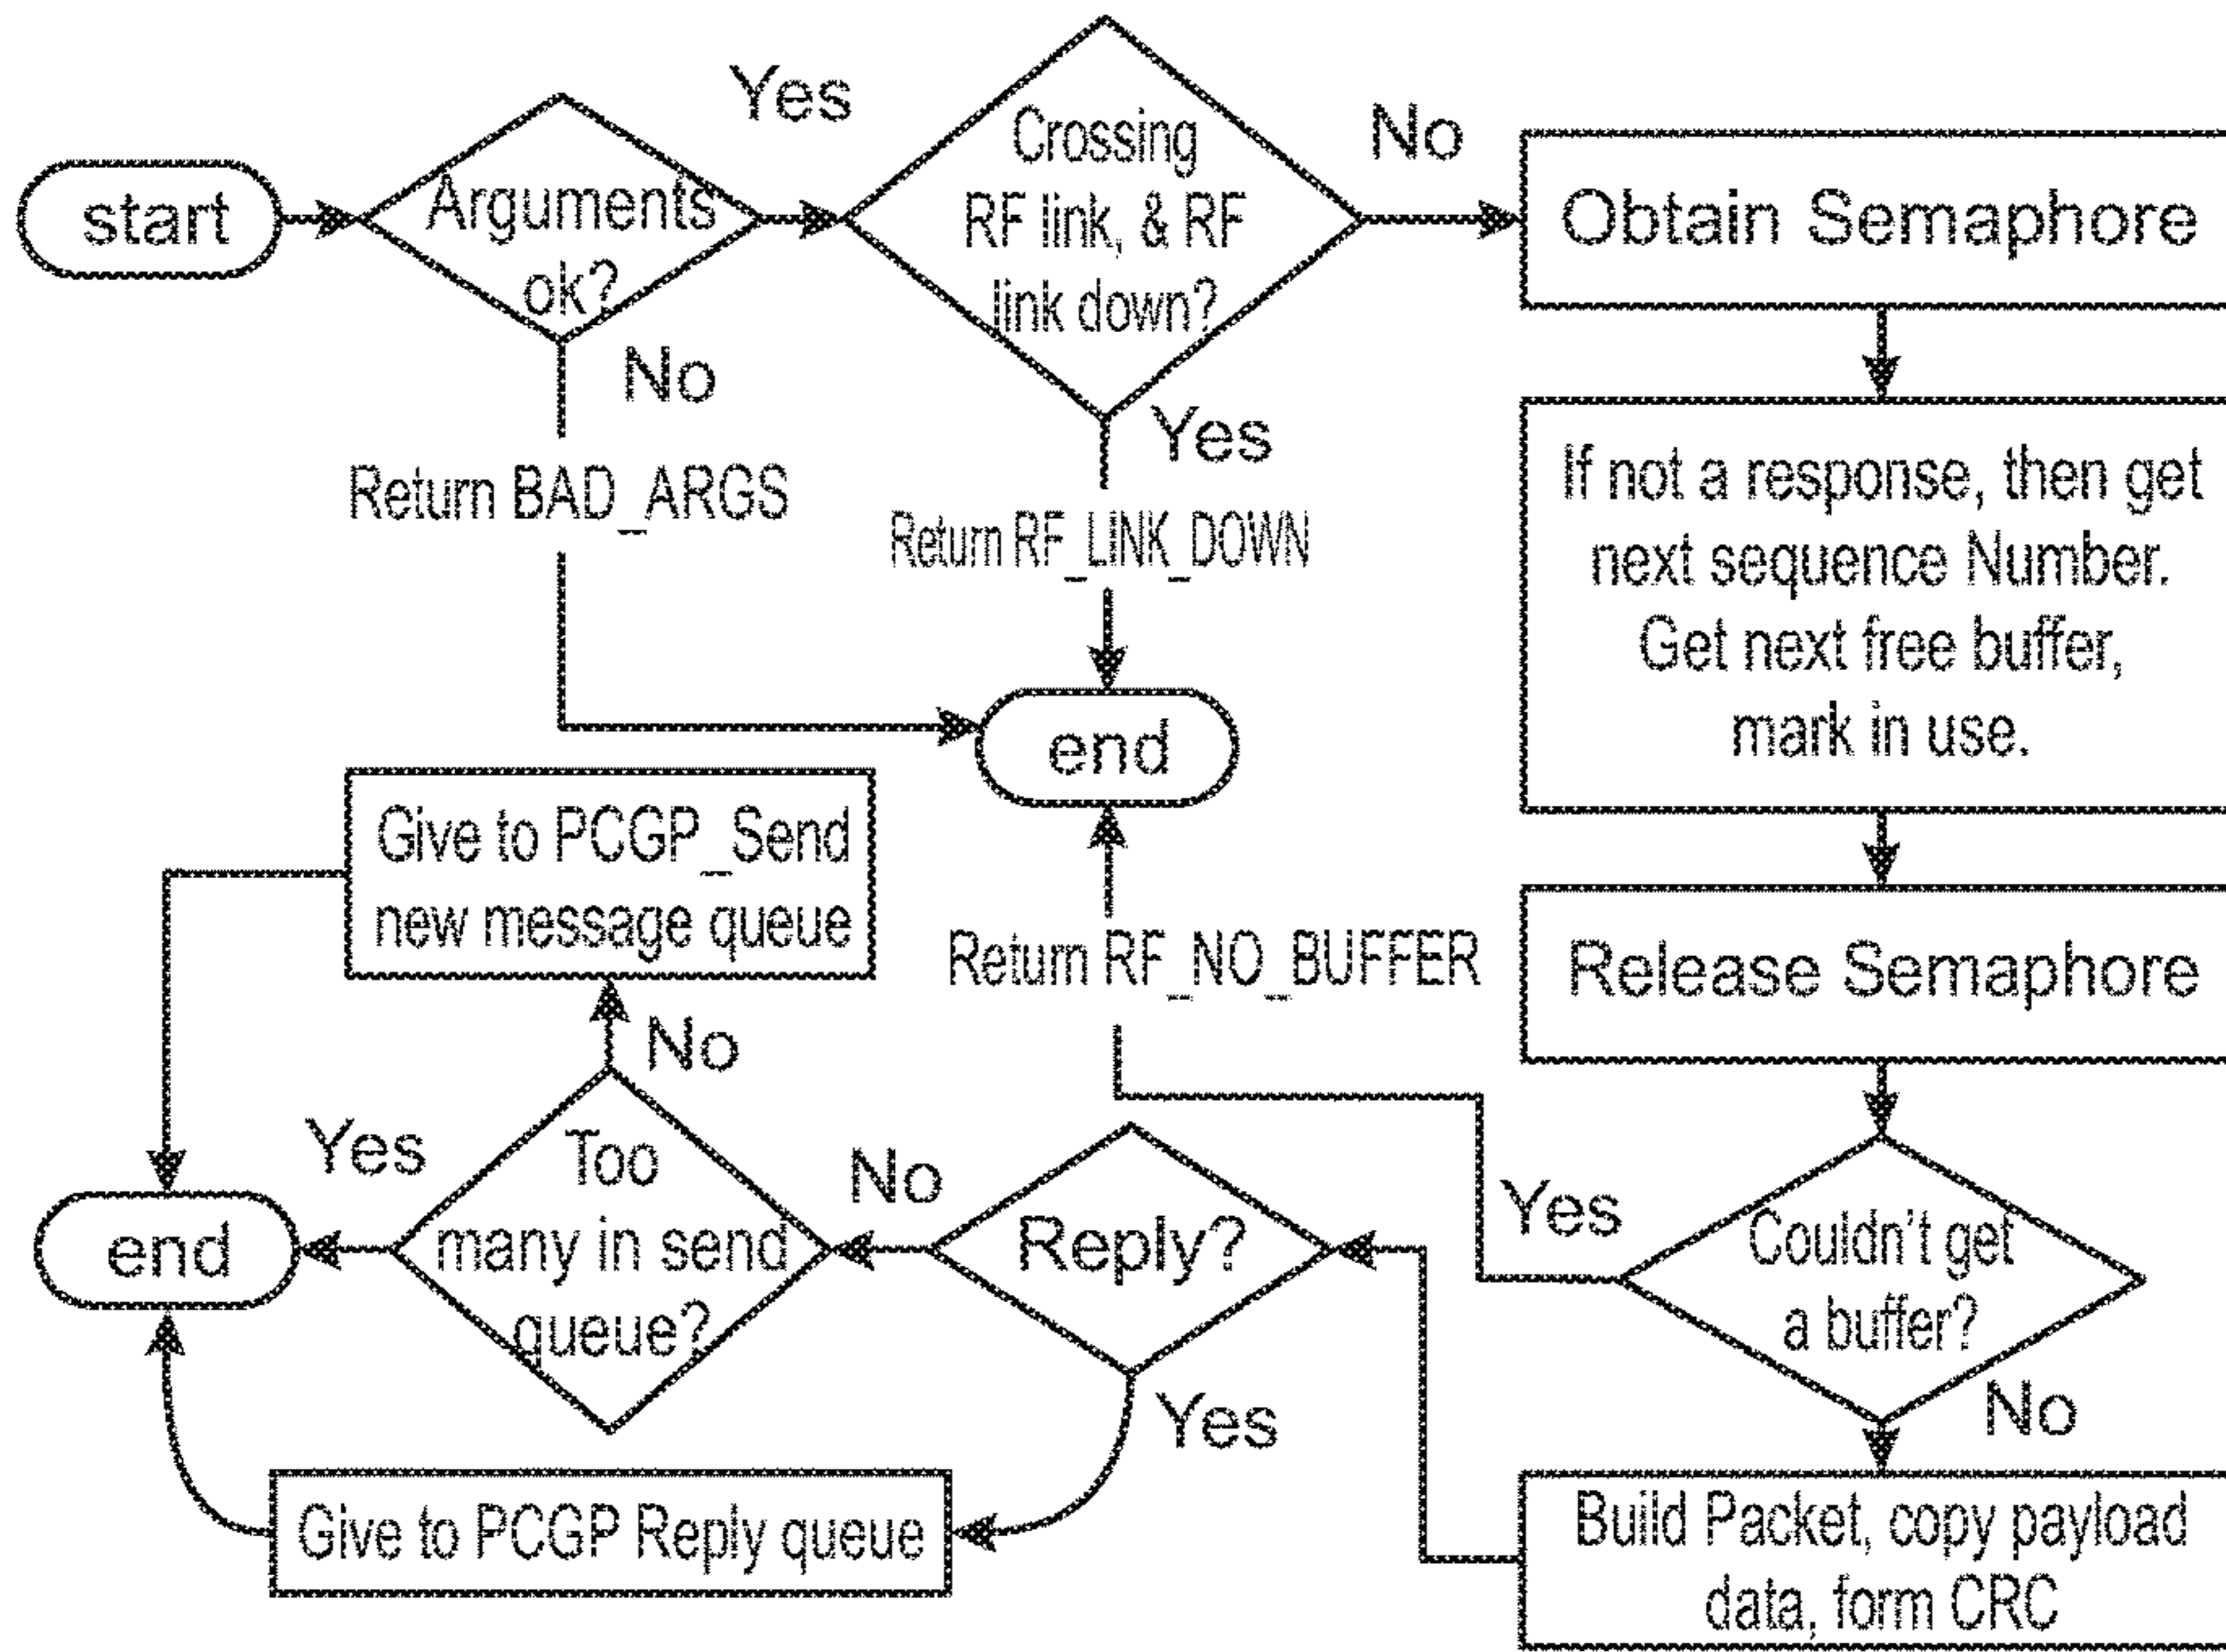 start
Arguments
ok?
Yes
No
Return BAD_ARGS
Crossing
RF link, & RF
link down?
No
Yes
Return RF_LINK_DOWN
end
Obtain Semaphore
If not a response, then get
next sequence Number.
Get next free buffer,
mark in use.
Release Semaphore
Couldn't get
a buffer?
Yes
Return RF_NO_BUFFER
No
Build Packet, copy payload
data, form CRC
Reply?
No
Yes
Give to PCGP Reply queue
Too
many in send
queue?
No
Give to PCGP_Send
new message queue
Yes
end